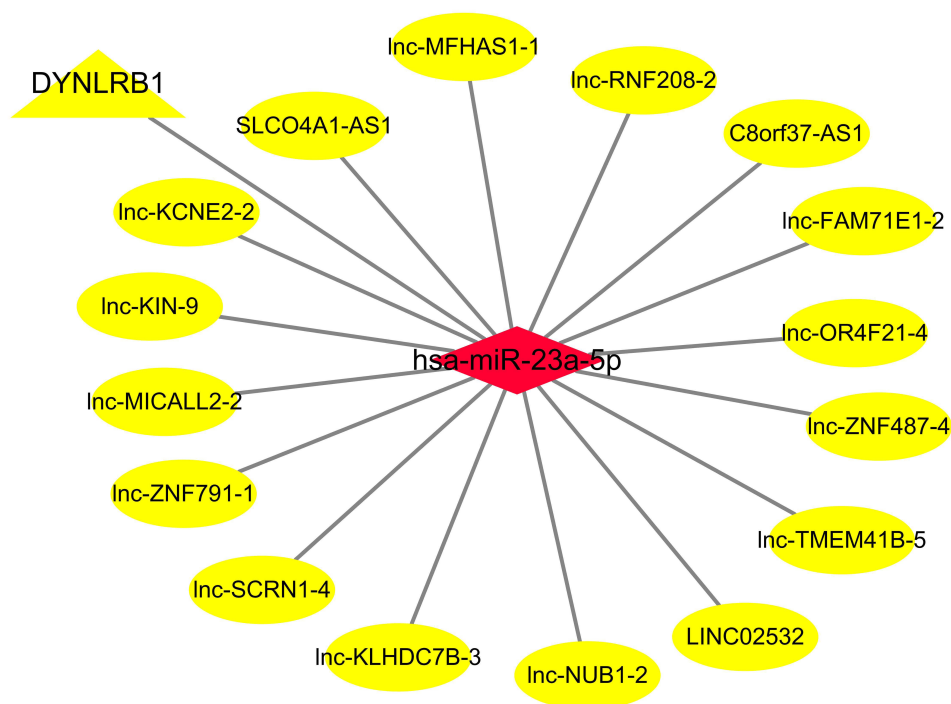 lnc-MFHAS1-1
lnc-RNF208-2
DYNLRB1
SLCO4A1-AS1
C8orf37-AS1
lnc-KCNE2-2
lnc-FAM71E1-2
lnc-KIN-9
lnc-OR4F21-4
hsa-miR-23a-5p
lnc-MICALL2-2
lnc-ZNF487-4
lnc-ZNF791-1
lnc-TMEM41B-5
lnc-SCRN1-4
LINC02532
lnc-KLHDC7B-3
lnc-NUB1-2